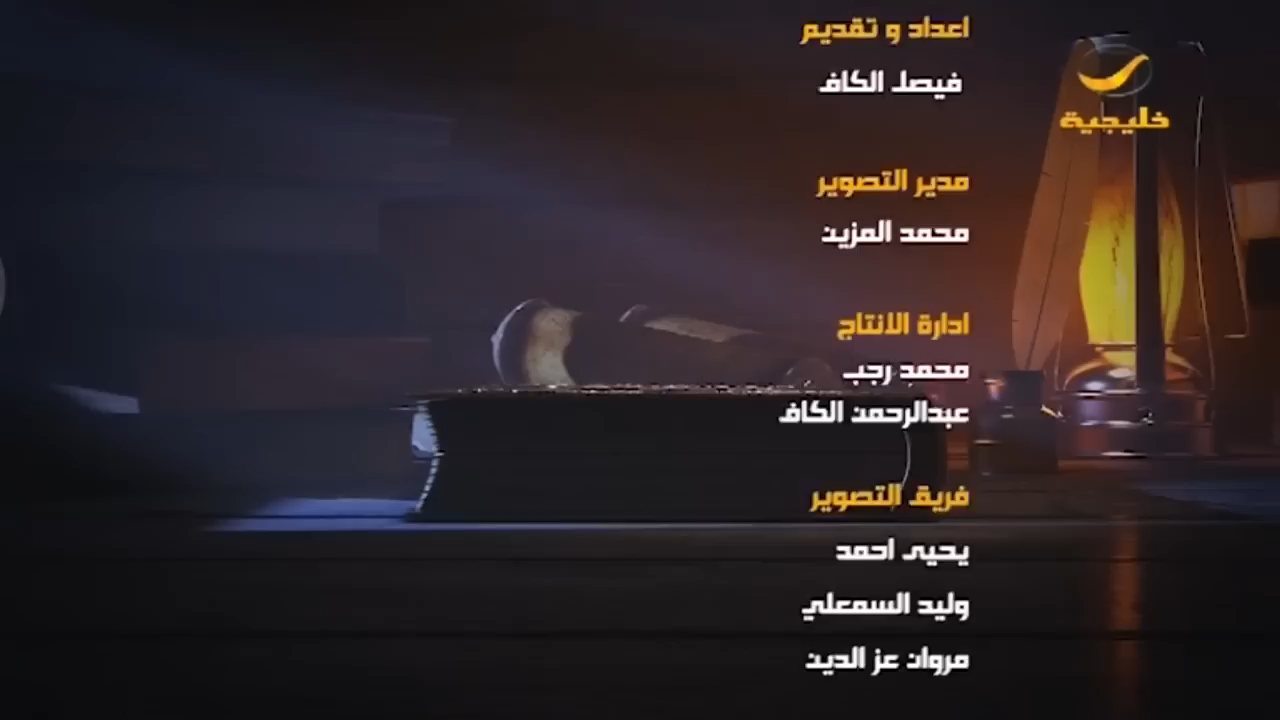 اعداد و تقديم
فيصل الكاف
خليجية
مدير التصوير
محمد المزين
ادارة الانتاج
محمد رجب
عبدالرحمن الكاف
فريق التصوير
يحيى احمد
وليد السمعلي
مروان عز الدين